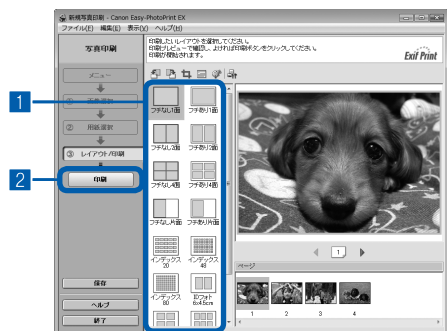 新規写真印刷 - Canon Easy-PhotoPrint EX
ファイル(F) 編集(E) 表示(V) ヘルプ(H)
写真印刷
印刷したいレイアウトを選択してください。
印刷プレビューで確認し、よければ印刷ボタンをクリックしてください。
印刷が開始されます。
Exif Print
メニュー
① 画像選択
② 用紙選択
③ レイアウト/印刷
印刷
保存
ヘルプ
終了
1
2
フチなし1面
フチあり1面
フチなし2面
フチあり2面
フチなし4面
フチあり4面
フチなし片面
フチあり片面
インデックス
20
インデックス
48
インデックス
80
IDフォト
6x4.5cm
1
ページ
1
2
3
4